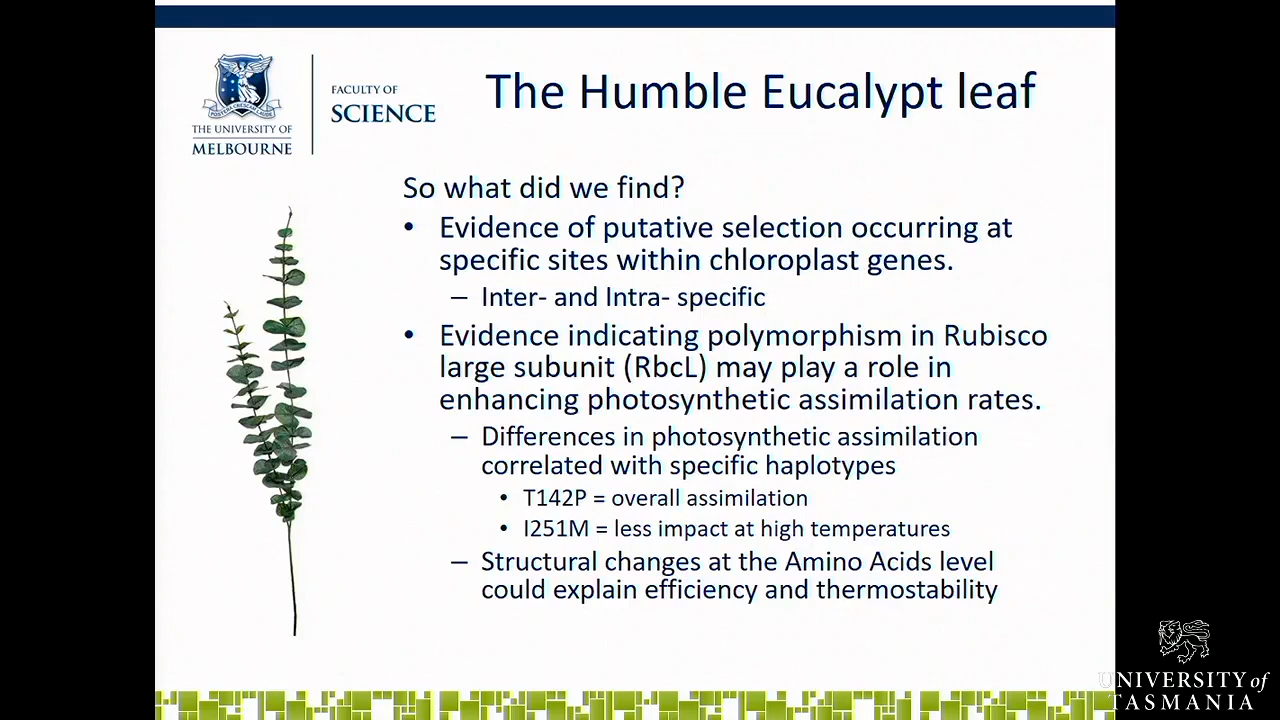 The Humble Eucalypt leaf
FACULTY OF
SCIENCE
THE UNIVERSITY OF
MELBOURNE
So what did we find?
• Evidence of putative selection occurring at
specific sites within chloroplast genes.
– Inter- and Intra- specific
• Evidence indicating polymorphism in Rubisco
large subunit (RbcL) may play a role in
enhancing photosynthetic assimilation rates.
– Differences in photosynthetic assimilation
correlated with specific haplotypes
• T142P = overall assimilation
• I251M = less impact at high temperatures
– Structural changes at the Amino Acids level
could explain efficiency and thermostability
UNIVERSITY of
TASMANIA